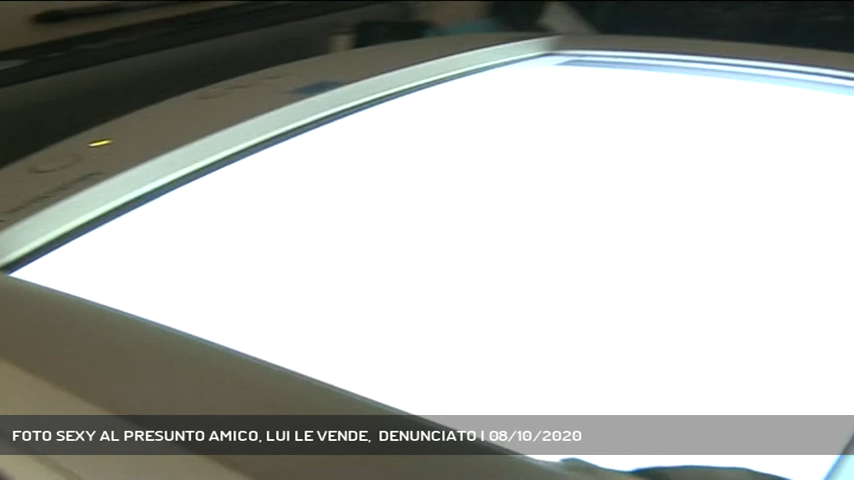 FOTO SEXY AL PRESUNTO AMICO, LUI LE VENDE, DENUNCIATO | 08/10/2020